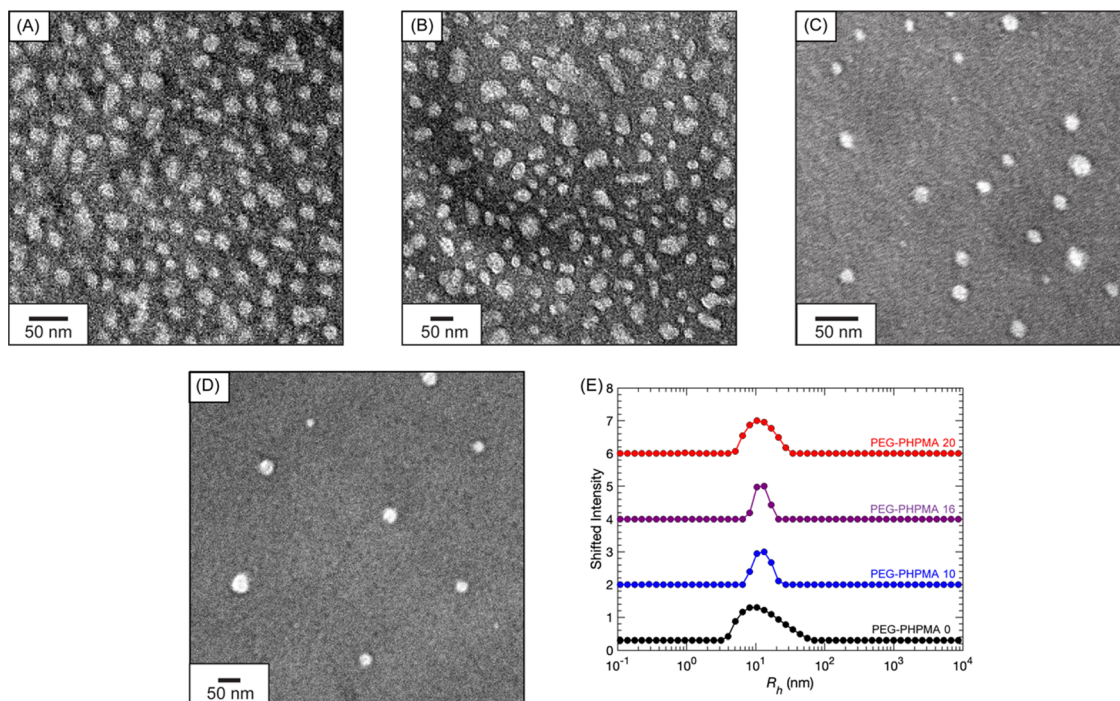 (A)
50 nm
(B)
50 nm
(C)
50 nm
(D)
50 nm
(E)
8
7
6
5
4
3
2
1
0
Shifted Intensity
PEG-PHPMA 20
PEG-PHPMA 16
PEG-PHPMA 10
PEG-PHPMA 0
10⁻¹ 10⁰ 10¹ 10² 10³ 10⁴
Rₕ (nm)